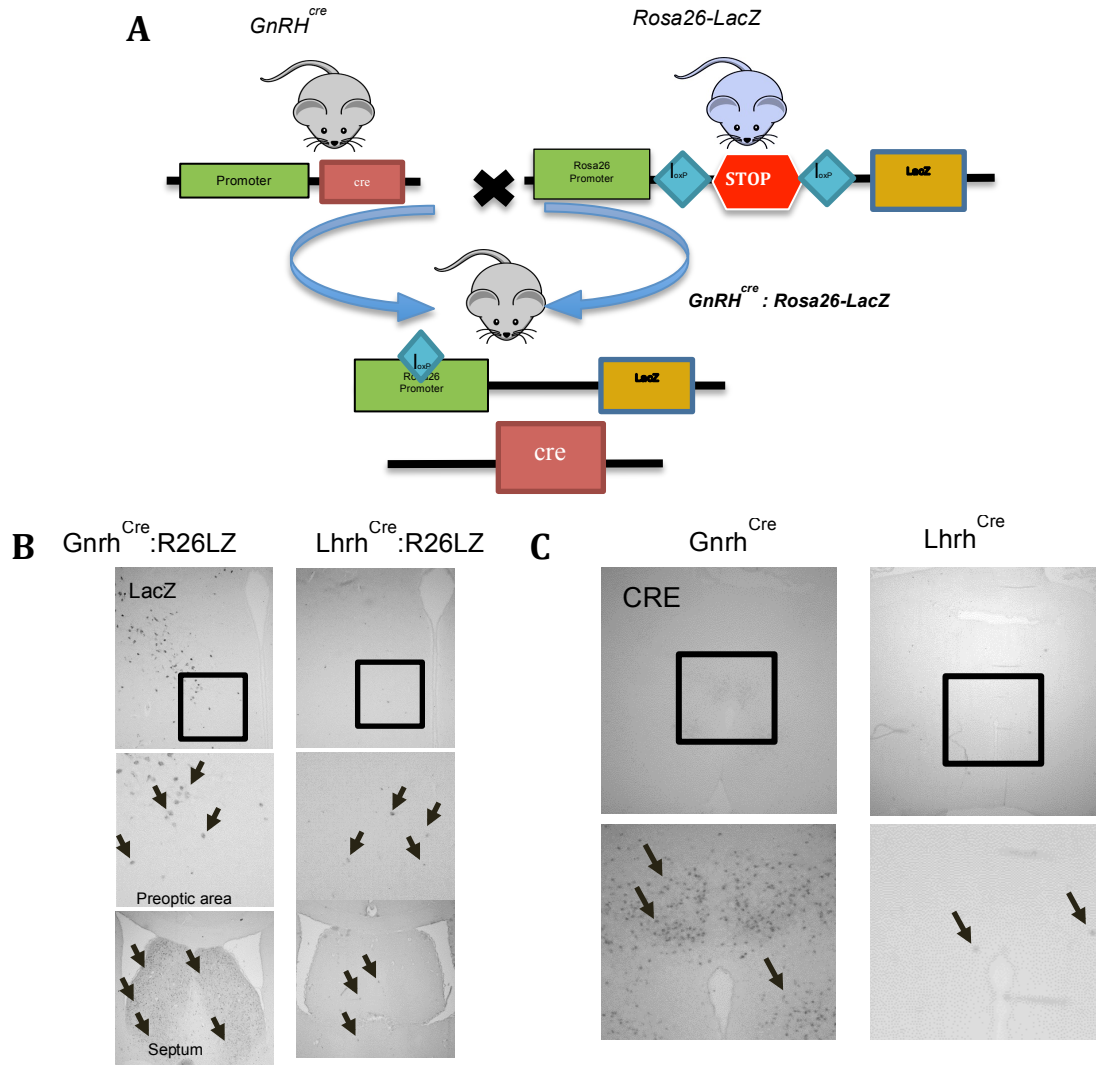 A
GnRH^cre
Rosa26-LacZ
Promoter
cre
Rosa26
Promoter
loxP
STOP
loxP
LacZ
GnRH^cre : Rosa26-LacZ
loxP
Rosa26
Promoter
LacZ
cre
B
Gnrh^Cre:R26LZ
Lhrh^Cre:R26LZ
LacZ
Preoptic area
Septum
C
Gnrh^Cre
Lhrh^Cre
CRE